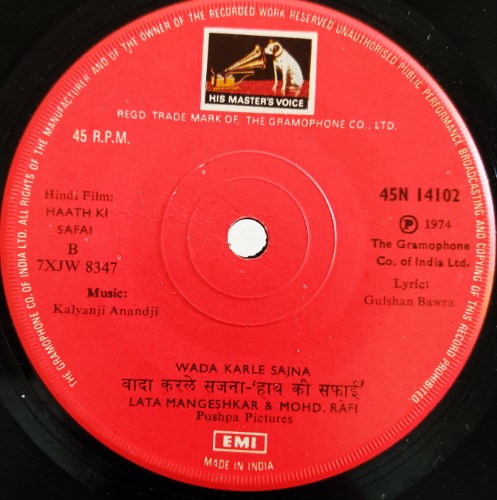 THE GRAMOPHONE CO. OF INDIA LTD. ALL RIGHTS OF THE MANUFACTURER AND OF THE OWNER OF THE RECORDED WORK RESERVED UNAUTHORISED PUBLIC PERFORMANCE BROADCASTING AND COPYING OF THIS RECORD PROHIBITED
HIS MASTER'S VOICE
REGD. TRADE MARK OF, THE GRAMOPHONE CO., LTD.
45 R.P.M.
Hindi Film:
HAATH KI
SAFAI
B
7XJW 8347
Music:
Kalyanji Anandji
45N 14102
P 1974
The Gramophone
Co. of India Ltd.
Lyric:
Gulshan Bawra
WADA KARLE SAJNA
वादा करले सजना-'हाथ की सफाई'
LATA MANGESHKAR & MOHD. RAFI
Pushpa Pictures
EMI
MADE IN INDIA